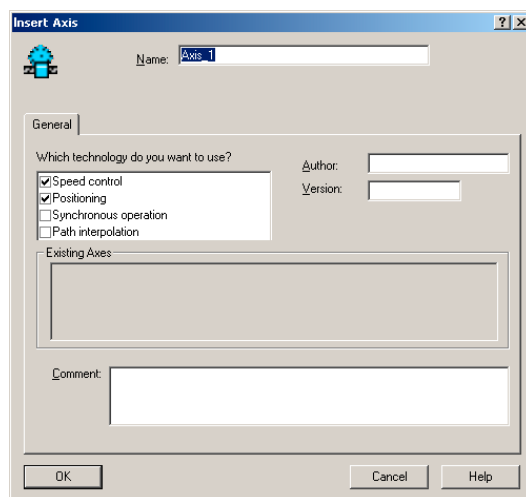 Insert Axis
Name: Axis_1
General
Which technology do you want to use?
Speed control
Positioning
Synchronous operation
Path interpolation
Author:
Version:
Existing Axes
Comment:
OK
Cancel
Help